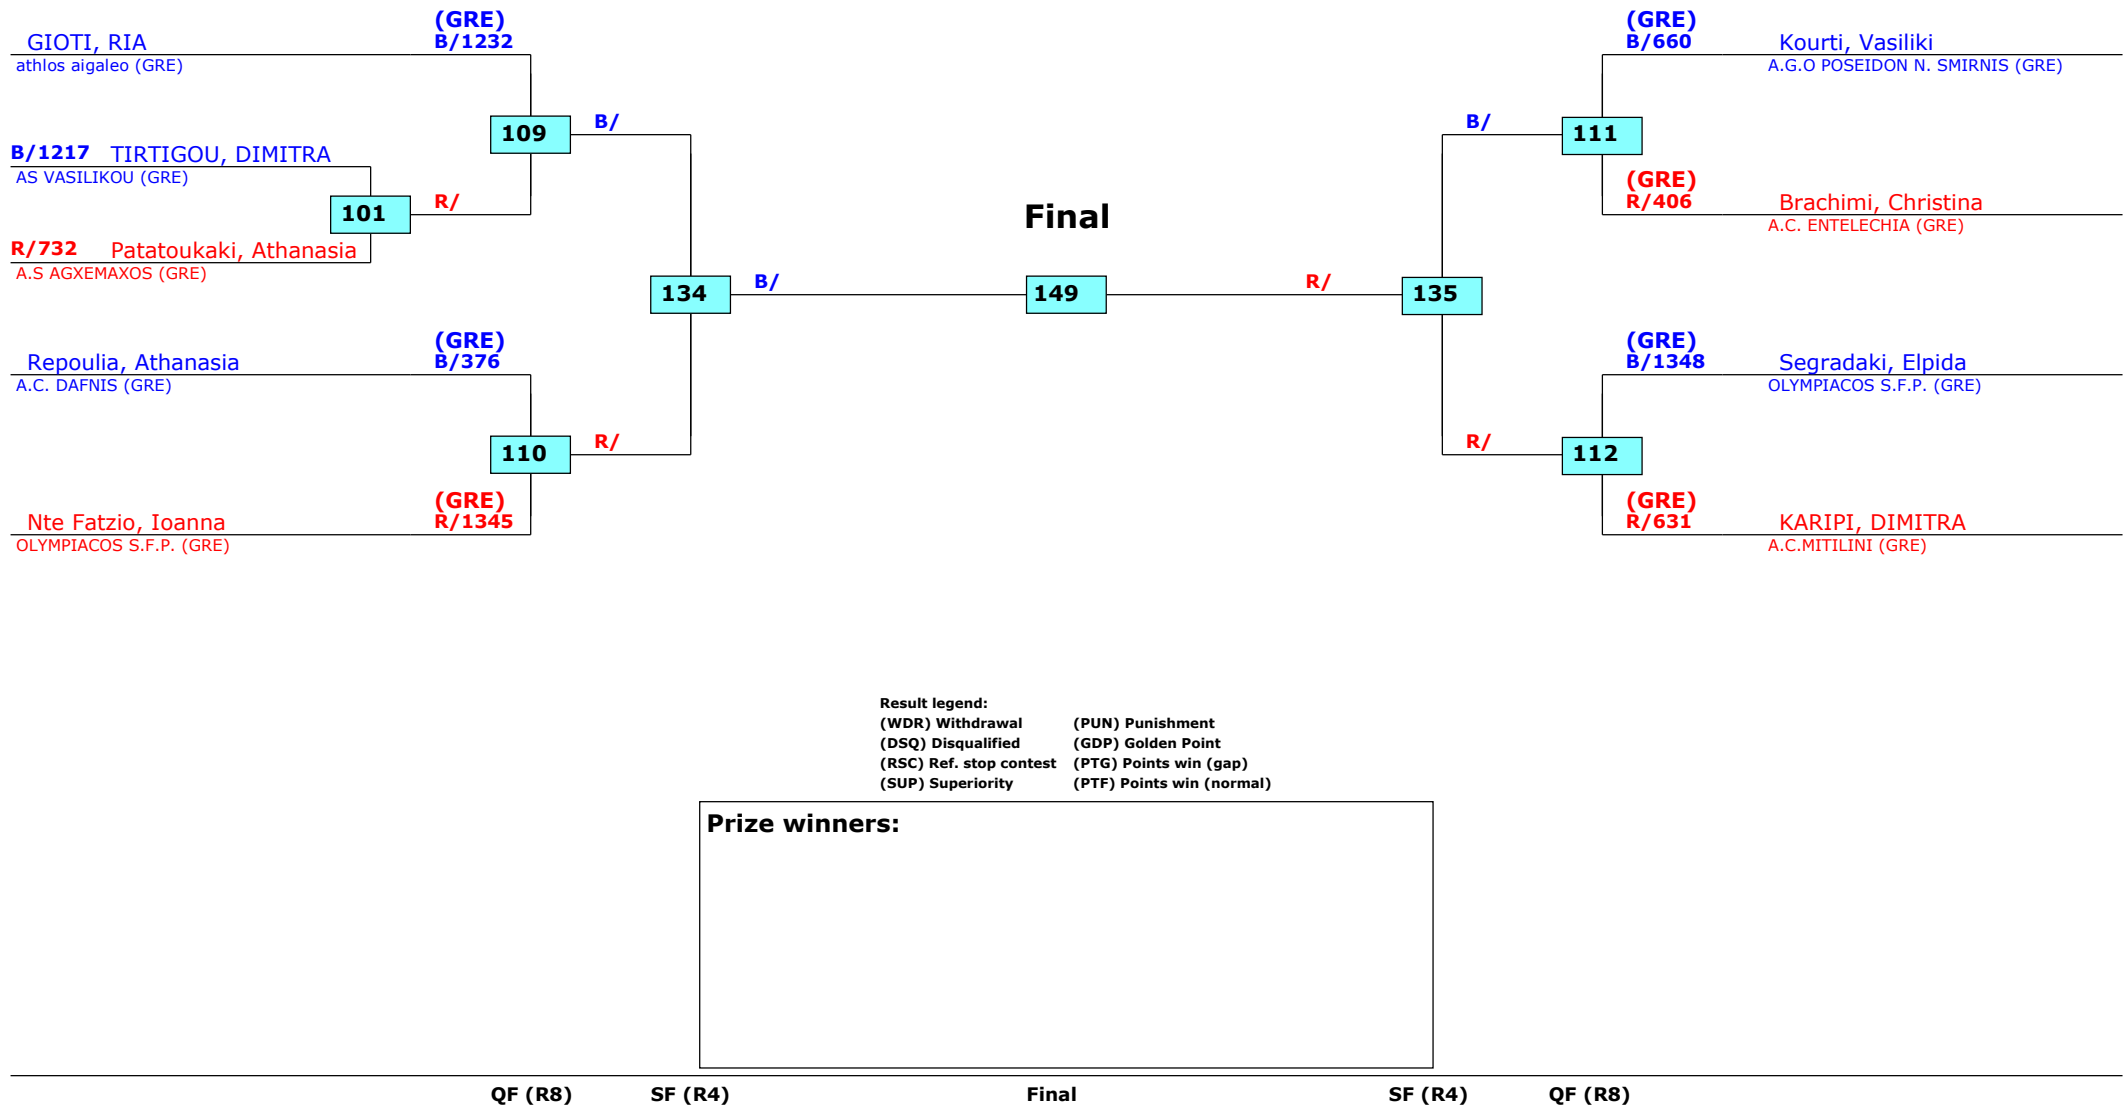 (GRE)
GIOTI, RIA B/1232
athlos aigaleo (GRE)
109
B/
B/1217 TIRTIGOU, DIMITRA
AS VASILIKOU (GRE)
101
R/
R/732 Patatoukaki, Athanasia
A.S AGXEMAXOS (GRE)
134
B/
(GRE)
Repoulia, Athanasia B/376
A.C. DAFNIS (GRE)
110
R/
(GRE)
Nte Fatzio, Ioanna R/1345
OLYMPIACOS S.F.P. (GRE)
Final
149
(GRE)
B/660 Kourti, Vasiliki
A.G.O POSEIDON N. SMIRNIS (GRE)
B/
111
(GRE)
R/406 Brachimi, Christina
A.C. ENTELECHIA (GRE)
R/
135
(GRE)
B/1348 Segradaki, Elpida
OLYMPIACOS S.F.P. (GRE)
R/
112
(GRE)
R/631 KARIPI, DIMITRA
A.C.MITILINI (GRE)
Result legend:
(WDR) Withdrawal (PUN) Punishment
(DSQ) Disqualified (GDP) Golden Point
(RSC) Ref. stop contest (PTG) Points win (gap)
(SUP) Superiority (PTF) Points win (normal)
Prize winners:
QF (R8) SF (R4) Final SF (R4) QF (R8)